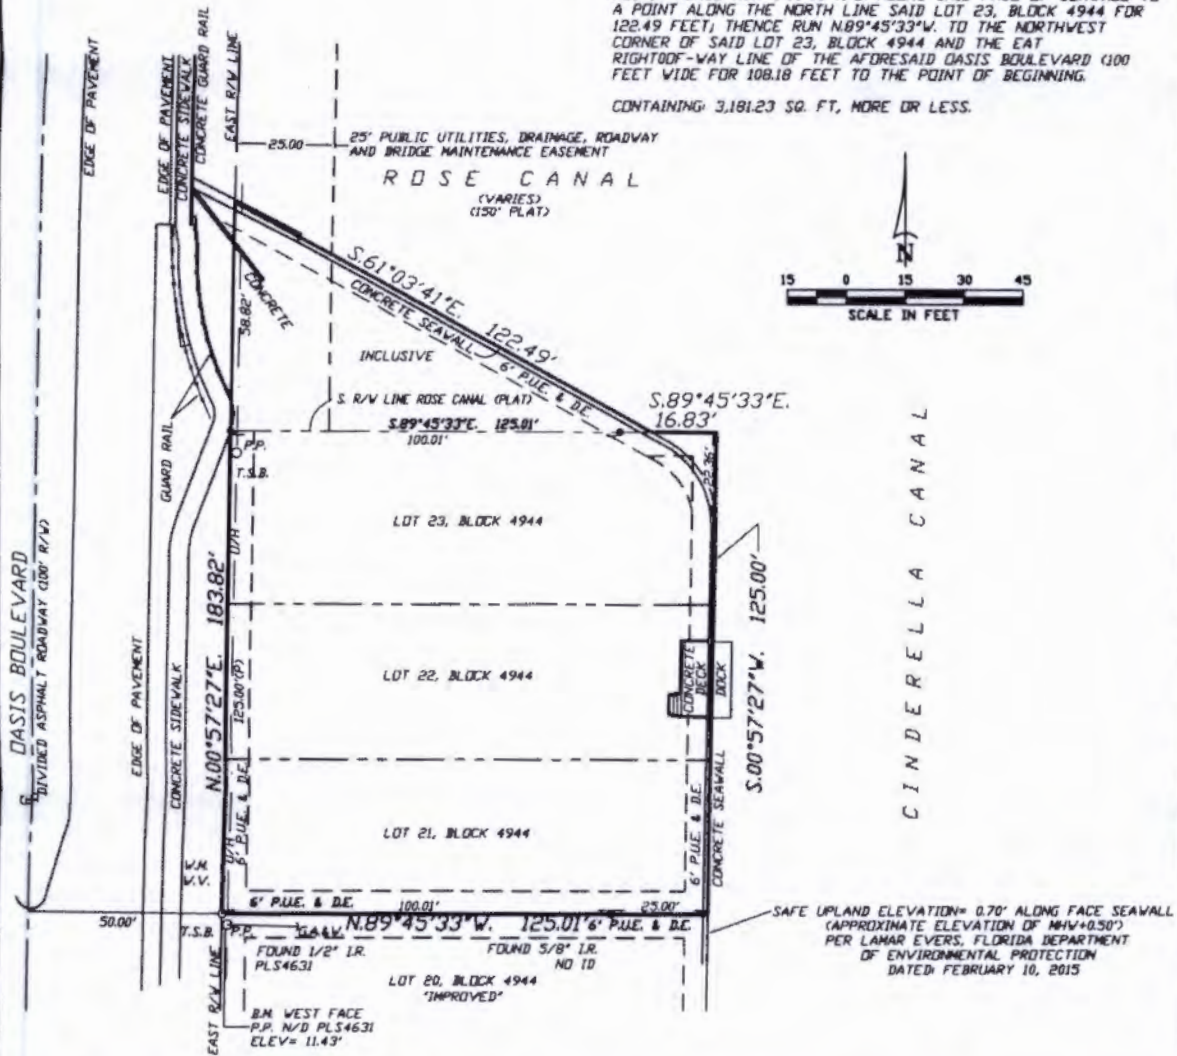 A POINT ALONG THE NORTH LINE SAID LOT 23, BLOCK 4944 FOR
122.49 FEET; THENCE RUN N.89°45'33"W. TO THE NORTHWEST
CORNER OF SAID LOT 23, BLOCK 4944 AND THE EAT
RIGHTOOF-WAY LINE OF THE AFORESAID OASIS BOULEVARD (100
FEET WIDE FOR 108.18 FEET TO THE POINT OF BEGINNING.
CONTAINING: 3,181.23 SQ. FT, MORE OR LESS.
EDGE OF PAVEMENT
EDGE OF PAVEMENT
CONCRETE SIDEWALK
CONCRETE GUARD RAIL
EAST R/W LINE
25.00
25' PUBLIC UTILITIES, DRAINAGE, ROADWAY
AND BRIDGE MAINTENANCE EASEMENT
ROSE CANAL
(VARIES)
(150' PLAT)
N
15 0 15 30 45
SCALE IN FEET
S.61°03'41"E. 122.49'
CONCRETE SEAWALL
6' P.U.E. & D.E.
CONCRETE
58.82'
INCLUSIVE
S. R/W LINE ROSE CANAL (PLAT)
S.89°45'33"E. 125.01'
100.01'
S.89°45'33"E.
16.83'
22.36'
GUARD RAIL
P.P.
T.S.B.
O/H
LOT 23, BLOCK 4944
OASIS BOULEVARD
DIVIDED ASPHALT ROADWAY (100' R/W)
EDGE OF PAVEMENT
CONCRETE SIDEWALK
N.00°57'27"E. 183.82'
125.00'(P)
LOT 22, BLOCK 4944
CONCRETE
DECK
DOCK
S.00°57'27"W. 125.00'
CINDERELLA CANAL
O/H
6' P.U.E. & D.E.
LOT 21, BLOCK 4944
6' P.U.E. & D.E.
CONCRETE SEAWALL
W.M.
W.V.
6' P.U.E. & D.E.
100.01'
25.00'
50.00'
T.S.B.
P.P.
N.89°45'33"W. 125.01'
6' P.U.E. & D.E.
SAFE UPLAND ELEVATION= 0.70' ALONG FACE SEAWALL
(APPROXIMATE ELEVATION OF MHW+0.50')
PER LAMAR EVERS, FLORIDA DEPARTMENT
OF ENVIRONMENTAL PROTECTION
DATED: FEBRUARY 10, 2015
FOUND 1/2" I.R.
PLS4631
FOUND 5/8" I.R.
NO ID
LOT 20, BLOCK 4944
"IMPROVED"
EAST R/W LINE
B.M. WEST FACE
P.P. N/D PLS4631
ELEV= 11.43'